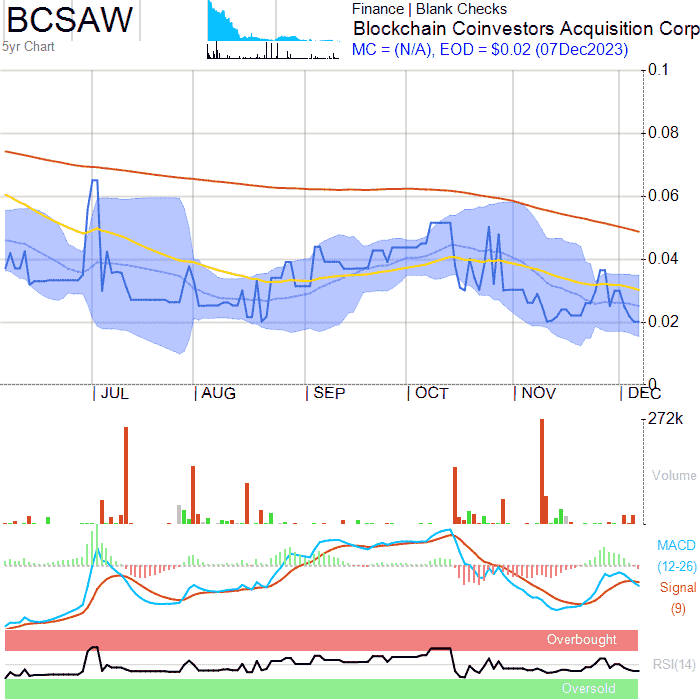 BCSAW
5yr Chart
Finance | Blank Checks
Blockchain Coinvestors Acquisition Corp
MC = (N/A), EOD = $0.02 (07Dec2023)
0.1
0.08
0.06
0.04
0.02
0
JUL AUG SEP OCT NOV DEC
272k
Volume
MACD
(12-26)
Signal
(9)
Overbought
RSI(14)
Oversold